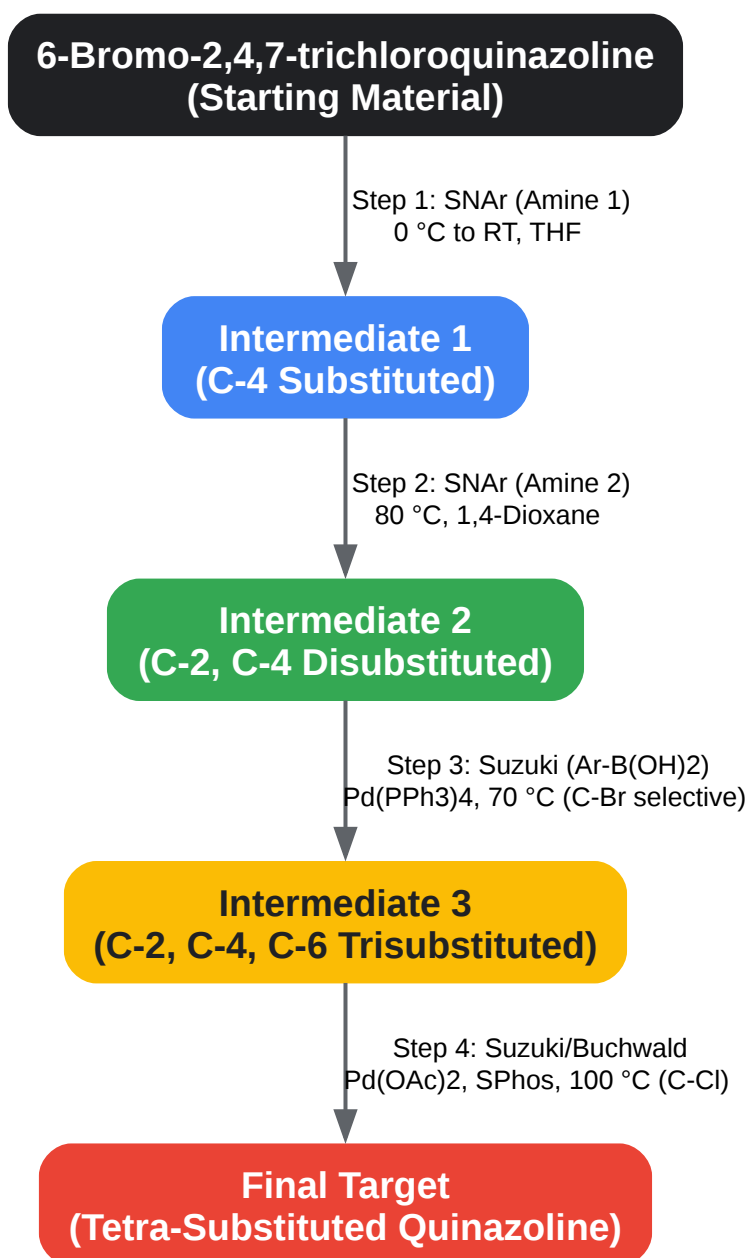 6-Bromo-2,4,7-trichloroquinazoline
(Starting Material)
Step 1: SNAr (Amine 1)
0 °C to RT, THF
Intermediate 1
(C-4 Substituted)
Step 2: SNAr (Amine 2)
80 °C, 1,4-Dioxane
Intermediate 2
(C-2, C-4 Disubstituted)
Step 3: Suzuki (Ar-B(OH)2)
Pd(PPh3)4, 70 °C (C-Br selective)
Intermediate 3
(C-2, C-4, C-6 Trisubstituted)
Step 4: Suzuki/Buchwald
Pd(OAc)2, SPhos, 100 °C (C-Cl)
Final Target
(Tetra-Substituted Quinazoline)